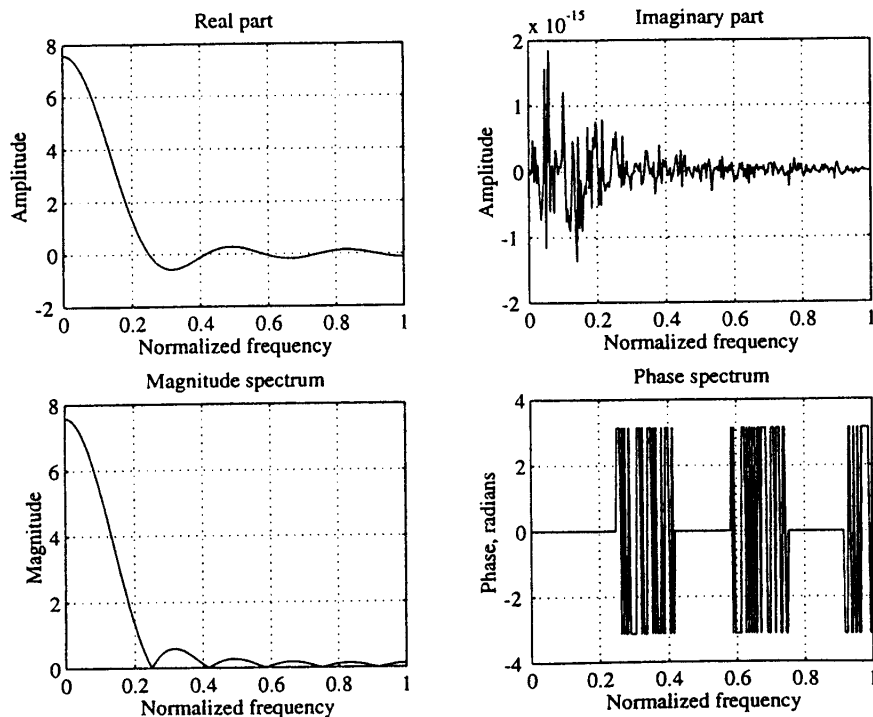 Real part
8
6
4
2
0
-2
0 0.2 0.4 0.6 0.8 1
Amplitude
Normalized frequency
Imaginary part
x 10-15
2
1
0
-1
-2
0 0.2 0.4 0.6 0.8 1
Amplitude
Normalized frequency
Magnitude spectrum
8
6
4
2
0
0 0.2 0.4 0.6 0.8 1
Magnitude
Normalized frequency
Phase spectrum
4
2
0
-2
-4
0 0.2 0.4 0.6 0.8 1
Phase, radians
Normalized frequency